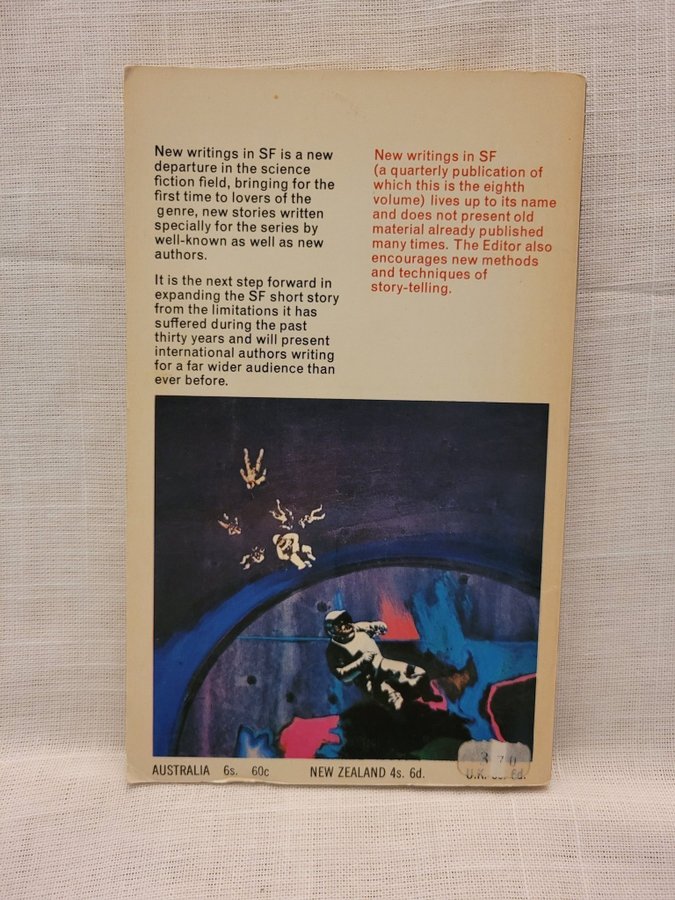 New writings in SF is a new
departure in the science
fiction field, bringing for the
first time to lovers of the
genre, new stories written
specially for the series by
well-known as well as new
authors.
It is the next step forward in
expanding the SF short story
from the limitations it has
suffered during the past
thirty years and will present
international authors writing
for a far wider audience than
ever before.
New writings in SF
(a quarterly publication of
which this is the eighth
volume) lives up to its name
and does not present old
material already published
many times. The Editor also
encourages new methods
and techniques of
story-telling.
AUSTRALIA 6s. 60c
NEW ZEALAND 4s. 6d.
U.K. 6d.